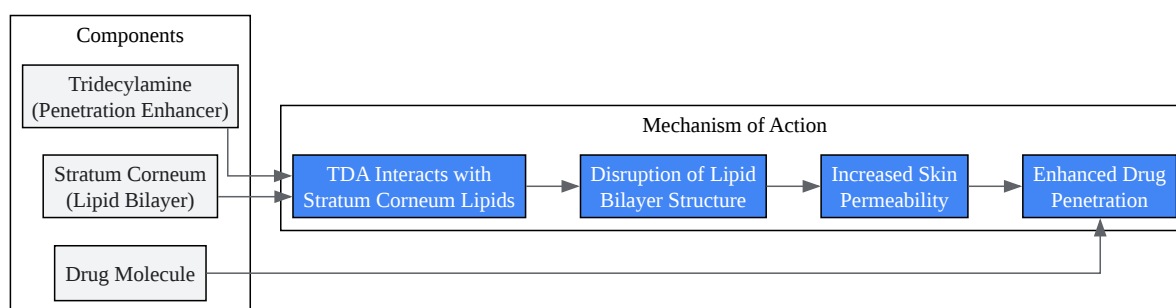 Components
Tridecylamine
(Penetration Enhancer)
Stratum Corneum
(Lipid Bilayer)
Drug Molecule
Mechanism of Action
TDA Interacts with
Stratum Corneum Lipids
Disruption of Lipid
Bilayer Structure
Increased Skin
Permeability
Enhanced Drug
Penetration